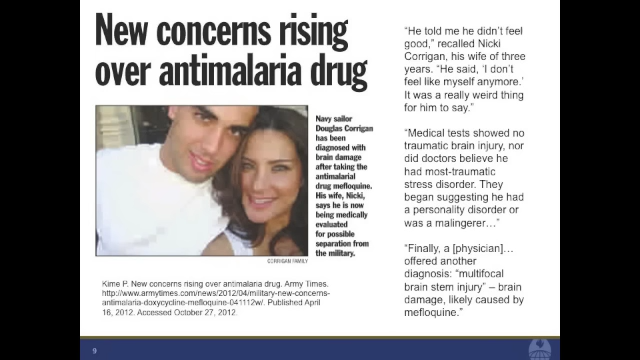 New concerns rising
over antimalaria drug
Navy sailor
Douglas Corrigan
has been
diagnosed with
brain damage
after taking the
antimalarial
drug mefloquine.
His wife, Nicki,
says he is now
being medically
evaluated
for possible
separation from
the military.
CORRIGAN FAMILY
Kime P. New concerns rising over antimalaria drug. Army Times.
http://www.armytimes.com/news/2012/04/military-new-concerns-
antimalaria-doxycycline-mefloquine-041112w/. Published April
16, 2012. Accessed October 27, 2012.
“He told me he didn’t feel
good,” recalled Nicki
Corrigan, his wife of three
years. “He said, ‘I don’t
feel like myself anymore.’
It was a really weird thing
for him to say.”
“Medical tests showed no
traumatic brain injury, nor
did doctors believe he
had most-traumatic
stress disorder. They
began suggesting he had
a personality disorder or
was a malingerer…”
“Finally, a [physician]…
offered another
diagnosis: “multifocal
brain stem injury” – brain
damage, likely caused by
mefloquine.”
9